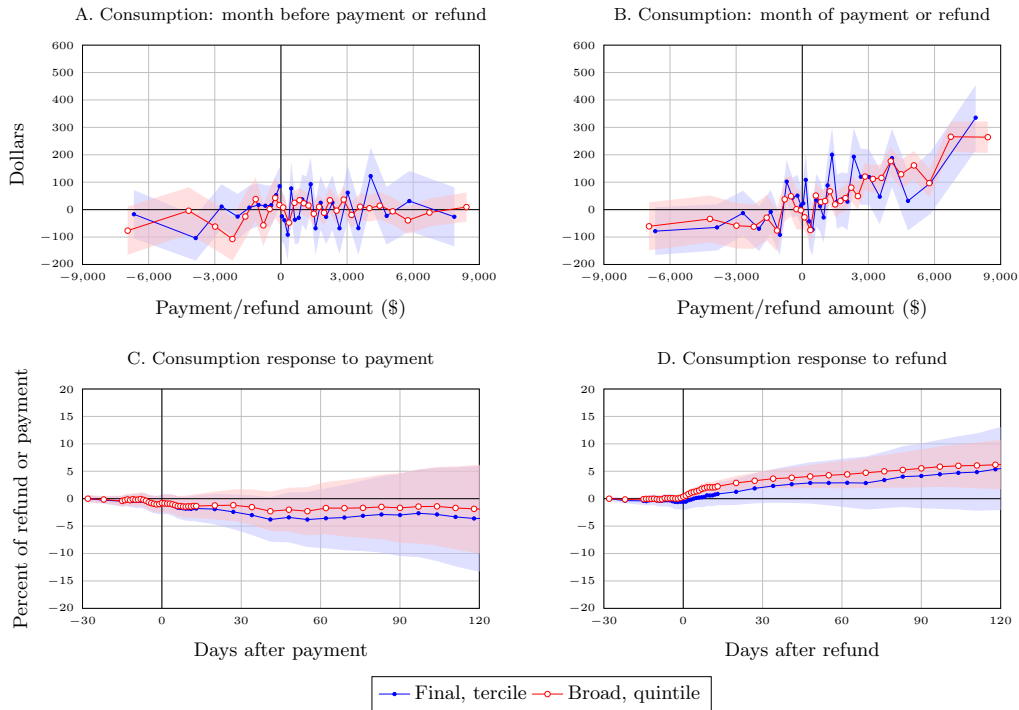 A. Consumption: month before payment or refund
B. Consumption: month of payment or refund
Dollars
600
500
400
300
200
100
0
−100
−200
−9,000 −6,000 −3,000 0 3,000 6,000 9,000
Payment/refund amount ($)
600
500
400
300
200
100
0
−100
−200
−9,000 −6,000 −3,000 0 3,000 6,000 9,000
Payment/refund amount ($)
C. Consumption response to payment
D. Consumption response to refund
Percent of refund or payment
20
15
10
5
0
−5
−10
−15
−20
−30 0 30 60 90 120
Days after payment
20
15
10
5
0
−5
−10
−15
−20
−30 0 30 60 90 120
Days after refund
Final, tercile Broad, quintile